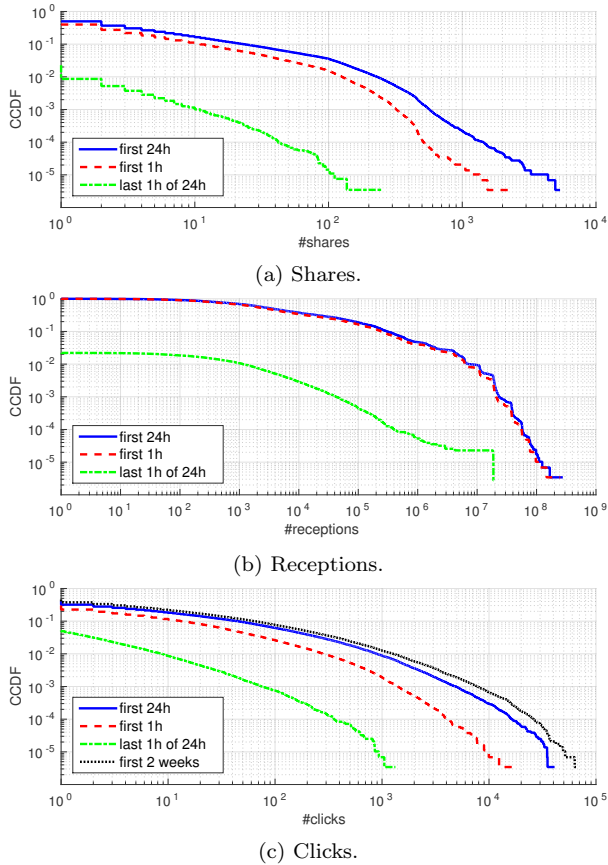 10^0
10^-1
10^-2
10^-3
10^-4
10^-5
CCDF
first 24h
first 1h
last 1h of 24h
10^0 10^1 10^2 10^3 10^4
#shares
(a) Shares.
10^0
10^-1
10^-2
10^-3
10^-4
10^-5
CCDF
first 24h
first 1h
last 1h of 24h
10^0 10^1 10^2 10^3 10^4 10^5 10^6 10^7 10^8 10^9
#receptions
(b) Receptions.
10^0
10^-1
10^-2
10^-3
10^-4
10^-5
CCDF
first 24h
first 1h
last 1h of 24h
first 2 weeks
10^0 10^1 10^2 10^3 10^4 10^5
#clicks
(c) Clicks.